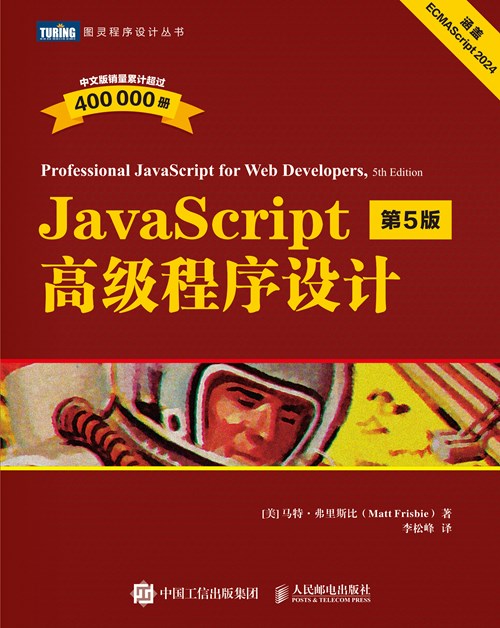 TURING 图灵程序设计丛书
涵盖
ECMAScript 2024
中文版销量累计超过
400 000册
Professional JavaScript for Web Developers, 5th Edition
JavaScript 第5版
高级程序设计
[美] 马特·弗里斯比（Matt Frisbie）著
李松峰 译
中国工信出版集团 人民邮电出版社
POSTS & TELECOM PRESS